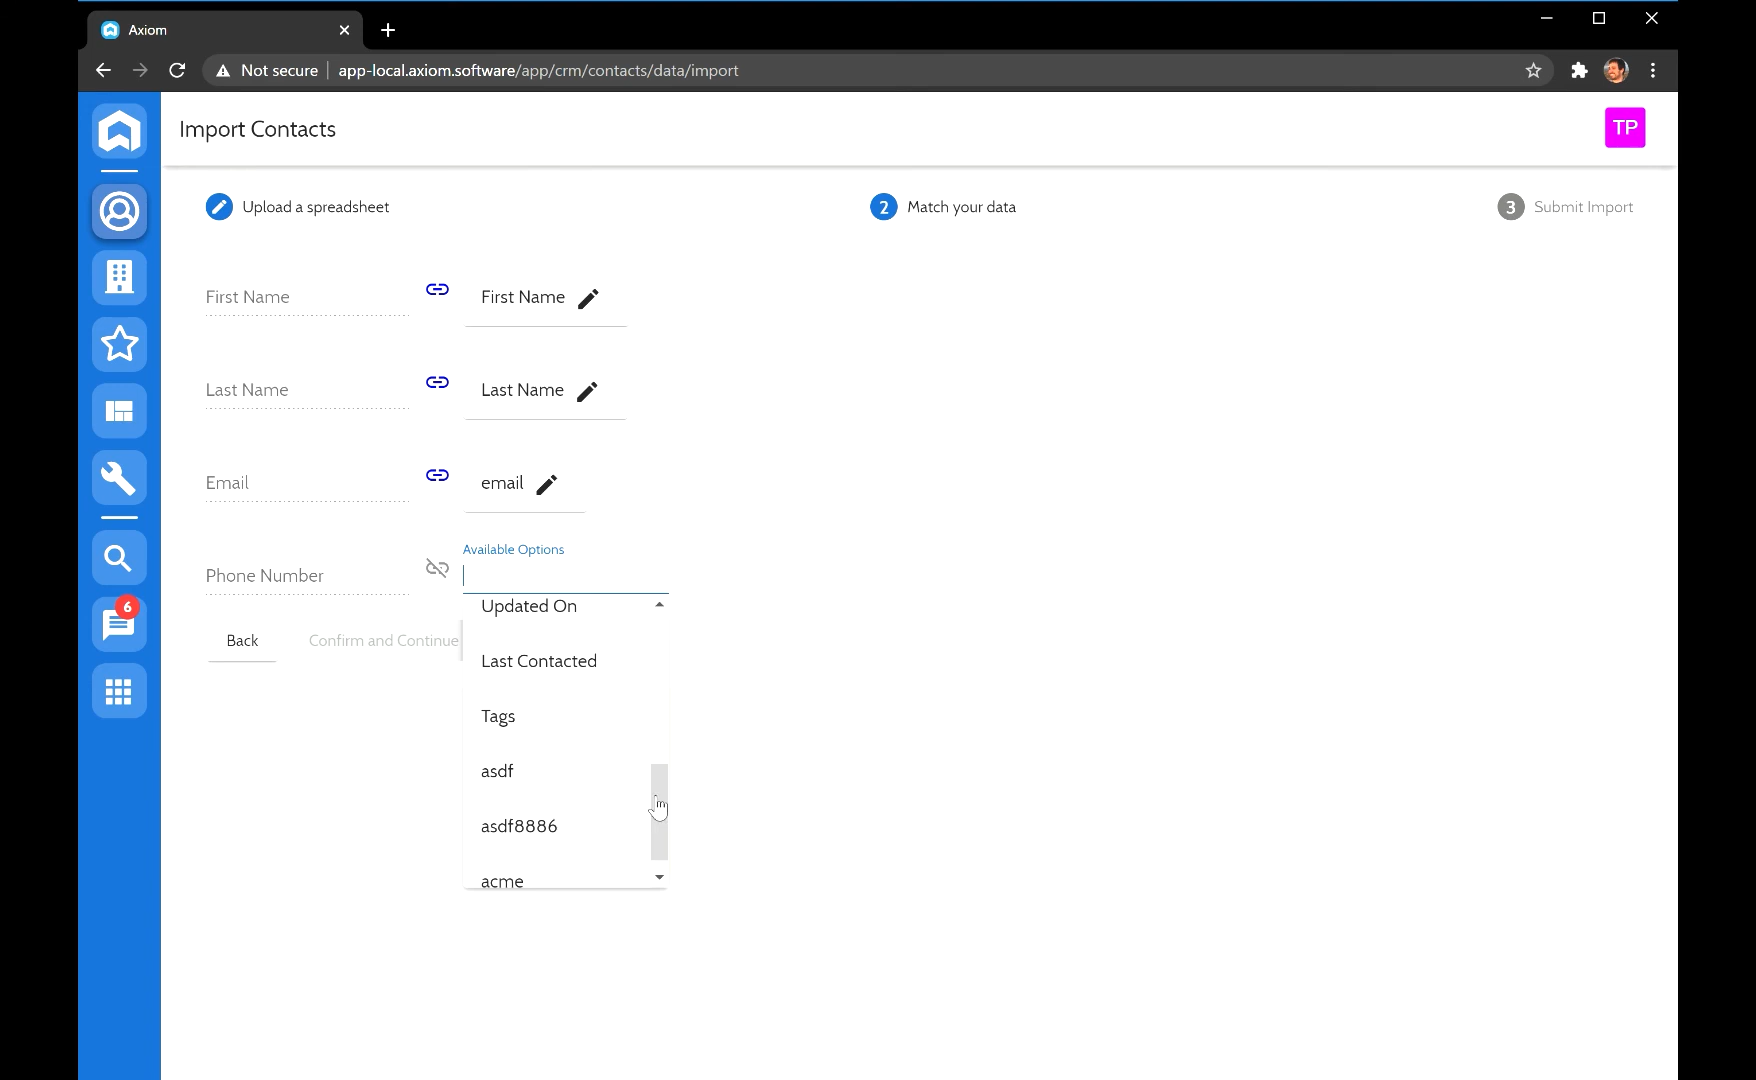 Axiom
Not secure
app-local.axiom.software/app/crm/contacts/data/import
Import Contacts
TP
Upload a spreadsheet
2 Match your data
3 Submit Import
First Name
First Name
Last Name
Last Name
Email
email
Available Options
Phone Number
Updated On
Back
Confirm and Continue
Last Contacted
Tags
asdf
asdf8886
acme
6